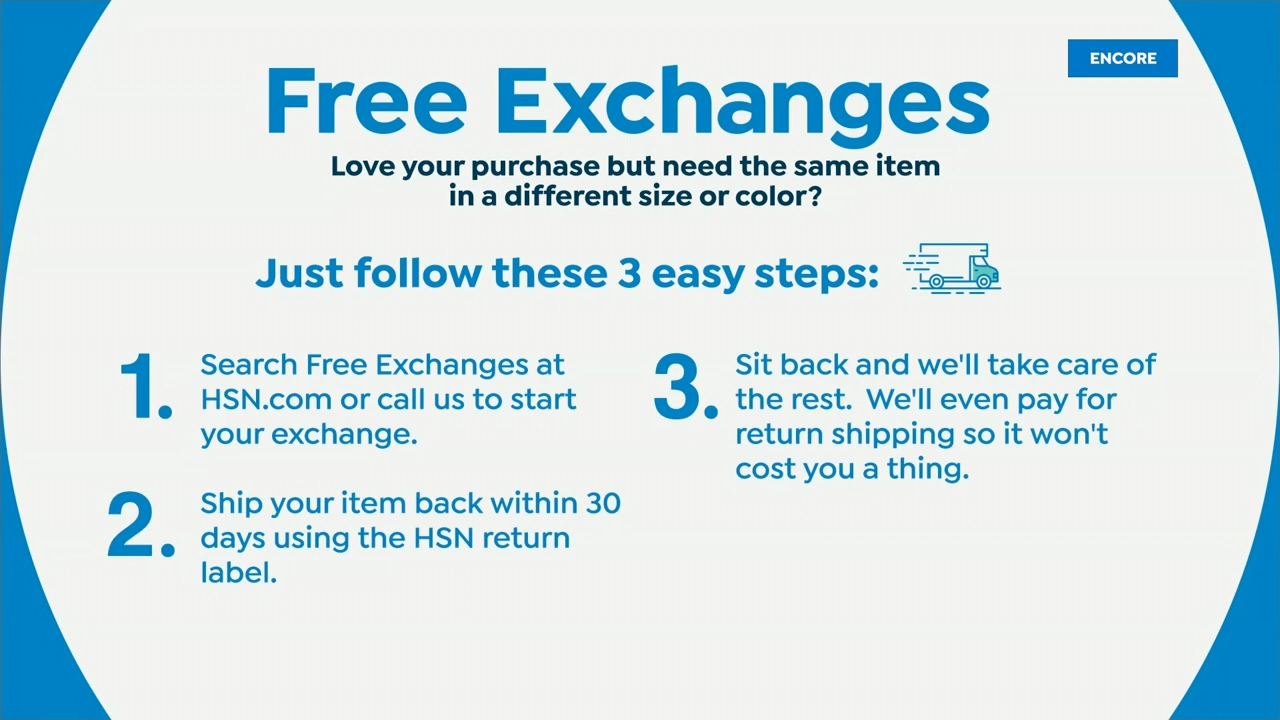 ENCORE
Free Exchanges
Love your purchase but need the same item
in a different size or color?
Just follow these 3 easy steps:
1. Search Free Exchanges at
HSN.com or call us to start
your exchange.
2. Ship your item back within 30
days using the HSN return
label.
3. Sit back and we'll take care of
the rest.  We'll even pay for
return shipping so it won't
cost you a thing.